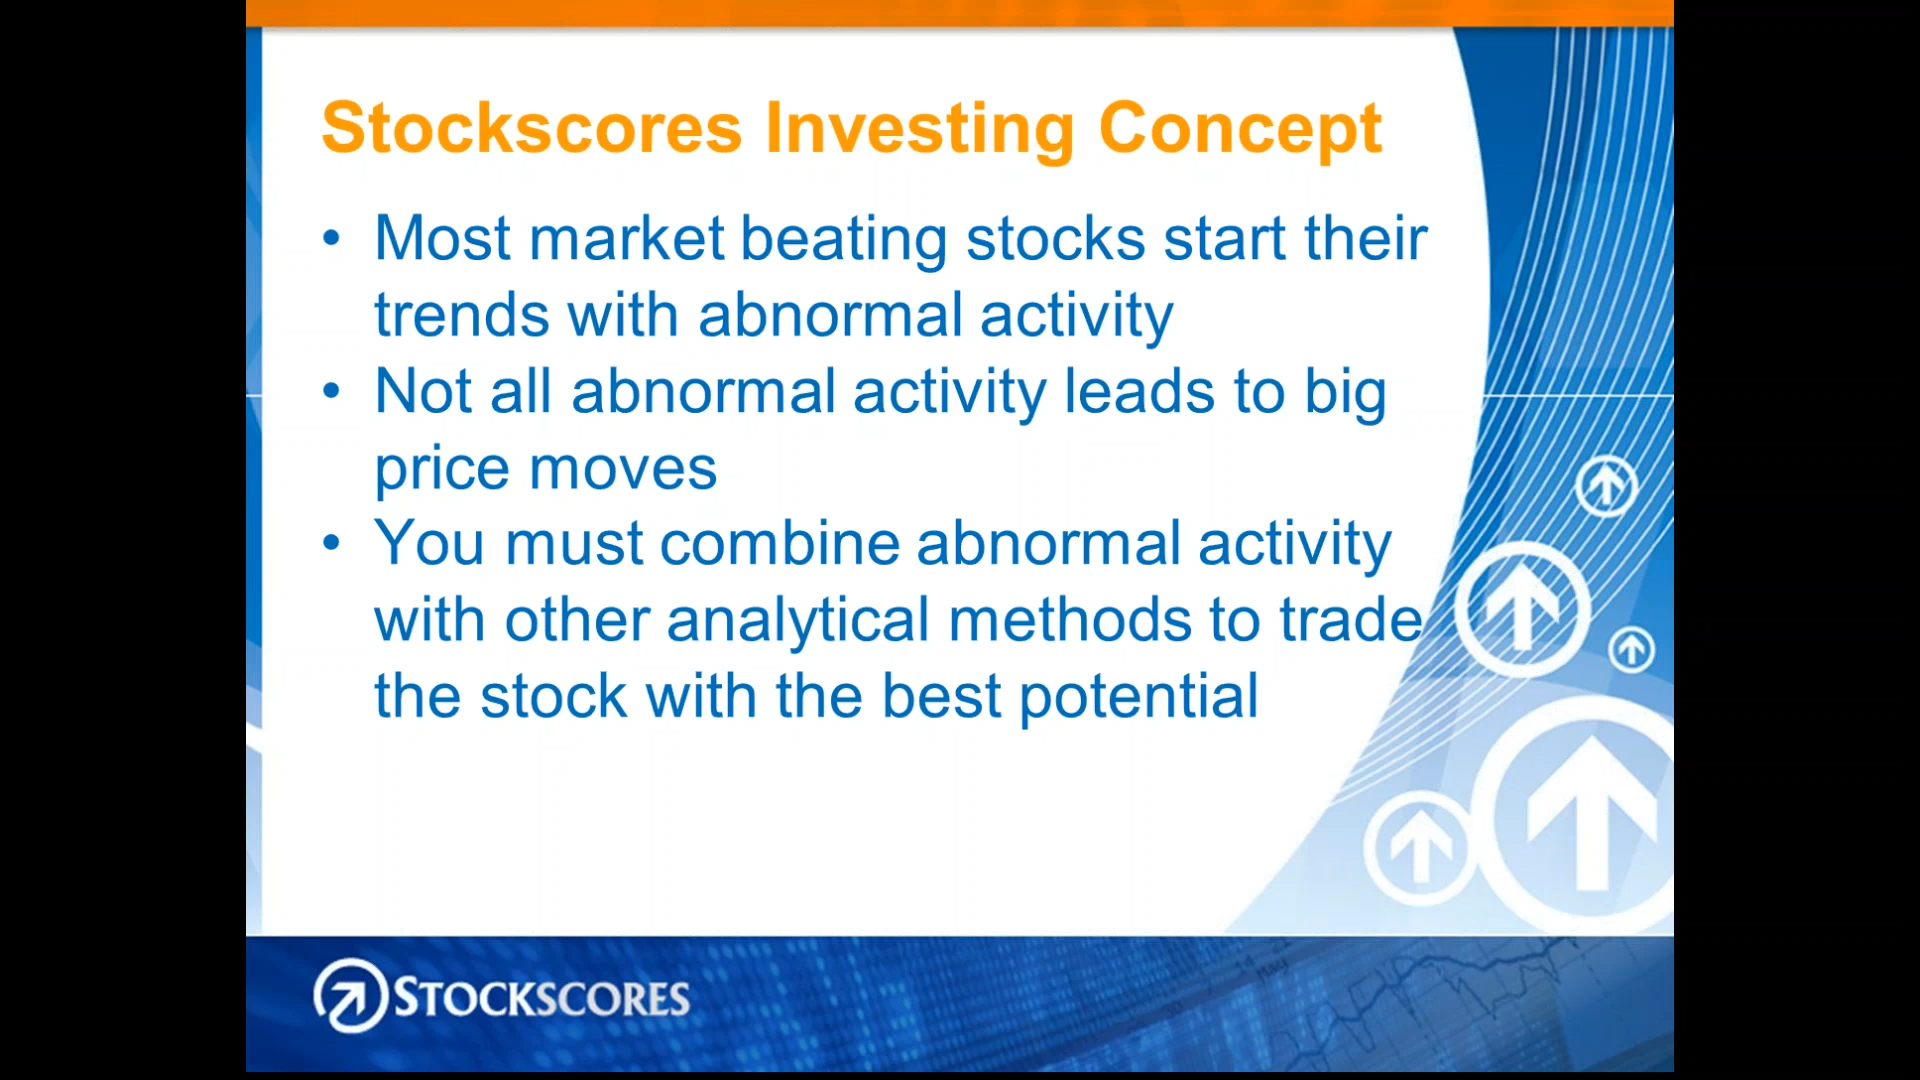 Stockscores Investing Concept
• Most market beating stocks start their
trends with abnormal activity
• Not all abnormal activity leads to big
price moves
• You must combine abnormal activity
with other analytical methods to trade
the stock with the best potential
STOCKSCORES